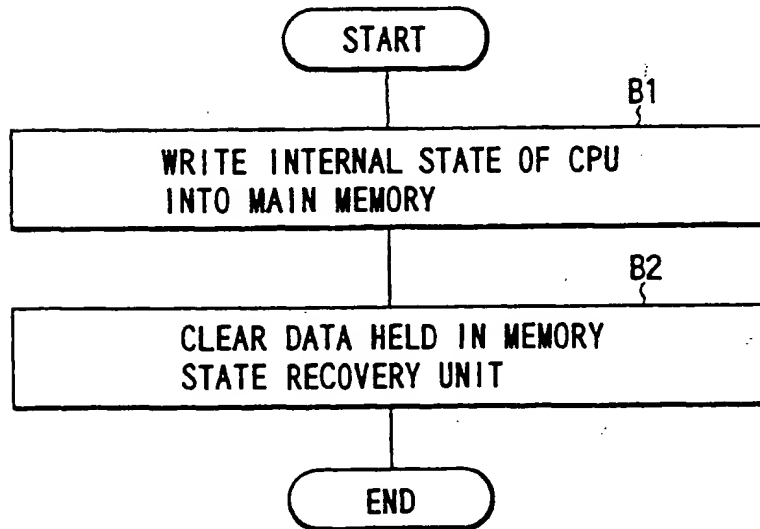 START
B1
WRITE INTERNAL STATE OF CPU
INTO MAIN MEMORY
B2
CLEAR DATA HELD IN MEMORY
STATE RECOVERY UNIT
END